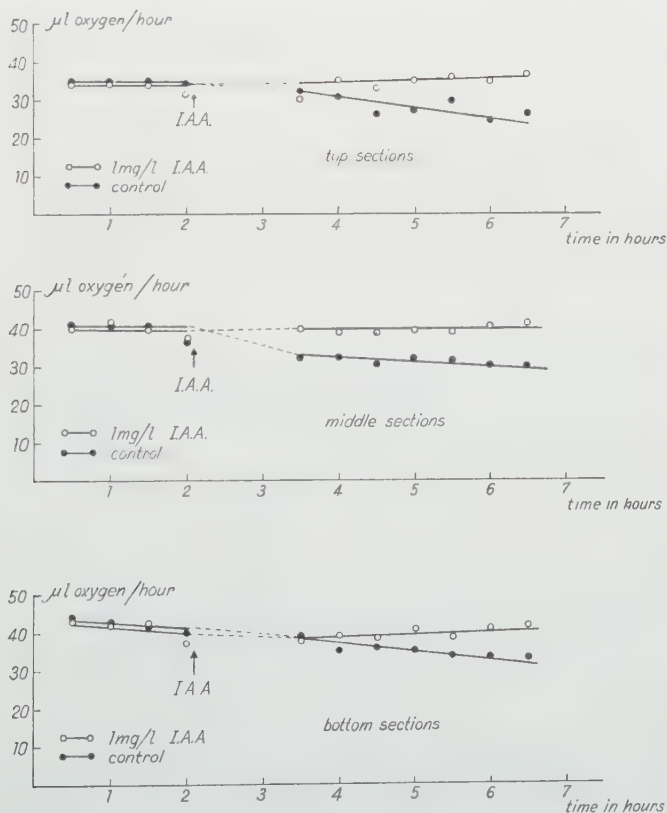 μl oxygen/hour
50
40
30
20
10
I.A.A.
1mg/l I.A.A.
control
top sections
1 2 3 4 5 6 7
time in hours
μl oxygen/hour
50
40
30
20
10
I.A.A.
1mg/l I.A.A.
control
middle sections
1 2 3 4 5 6 7
time in hours
μl oxygen/hour
50
40
30
20
10
I A A
1mg/l I.A.A
control
bottom sections
1 2 3 4 5 6 7
time in hours